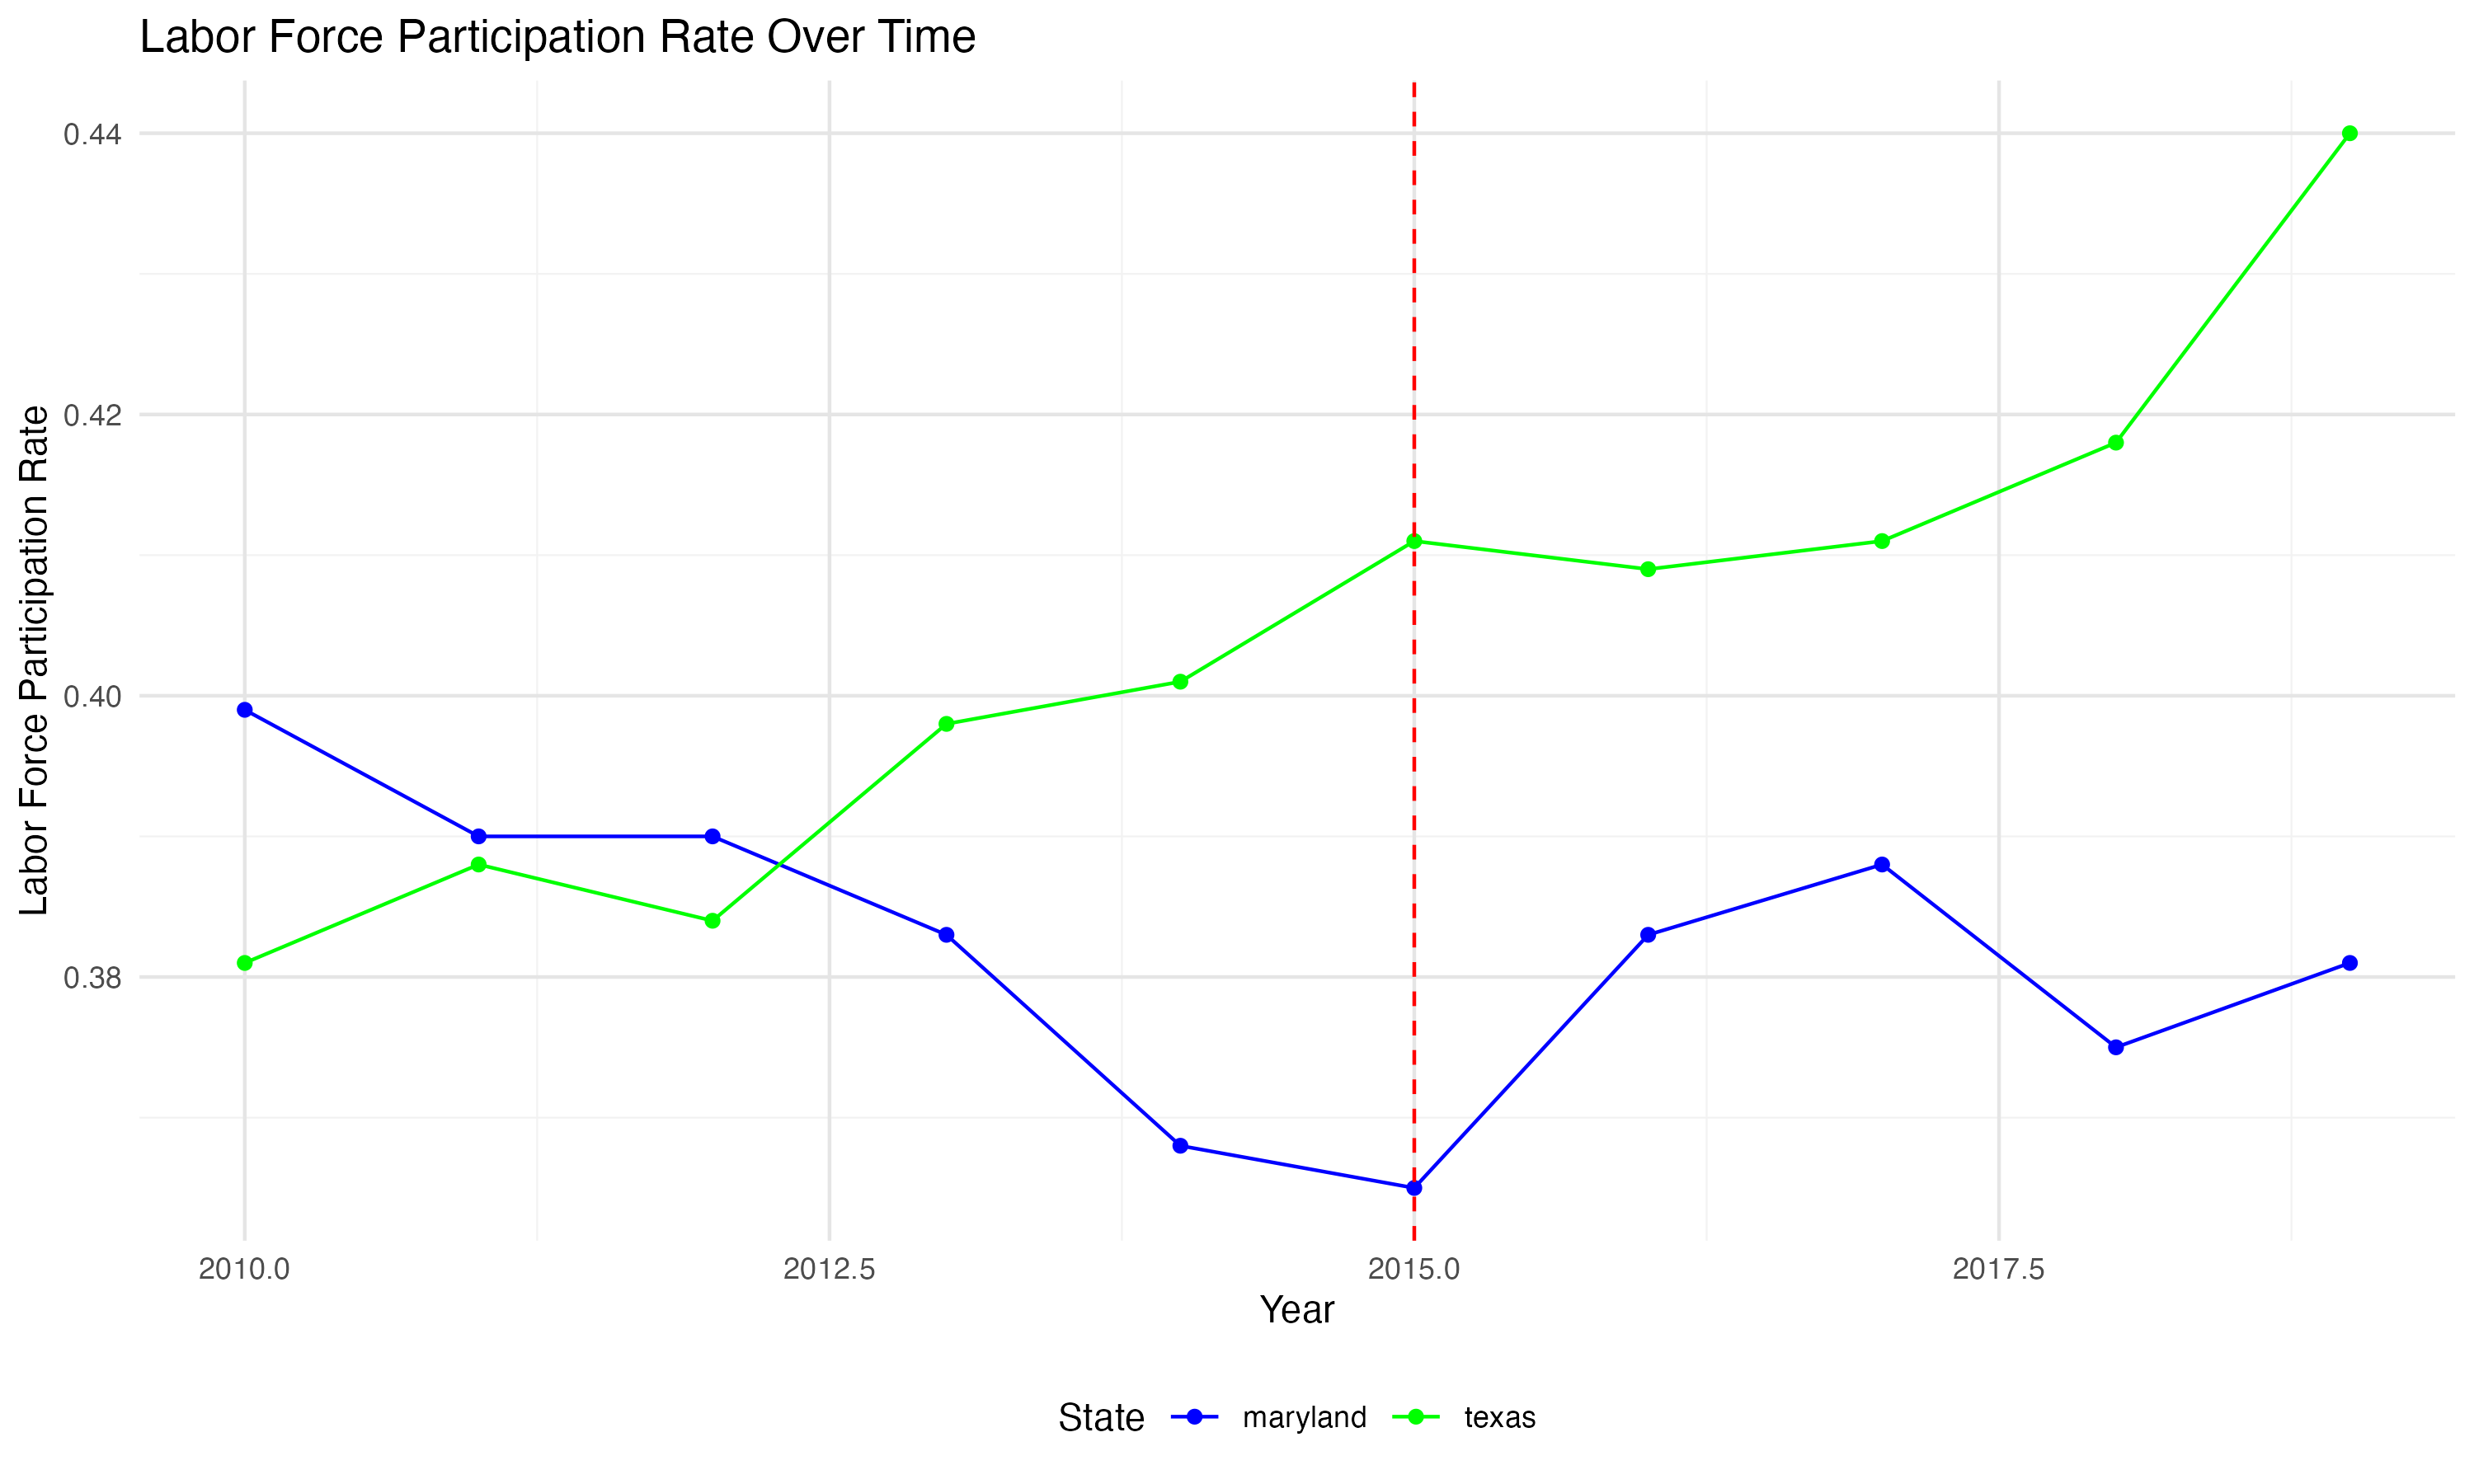 Labor Force Participation Rate Over Time
Labor Force Participation Rate
0.44
0.42
0.40
0.38
2010.0 2012.5 2015.0 2017.5
Year
State maryland texas